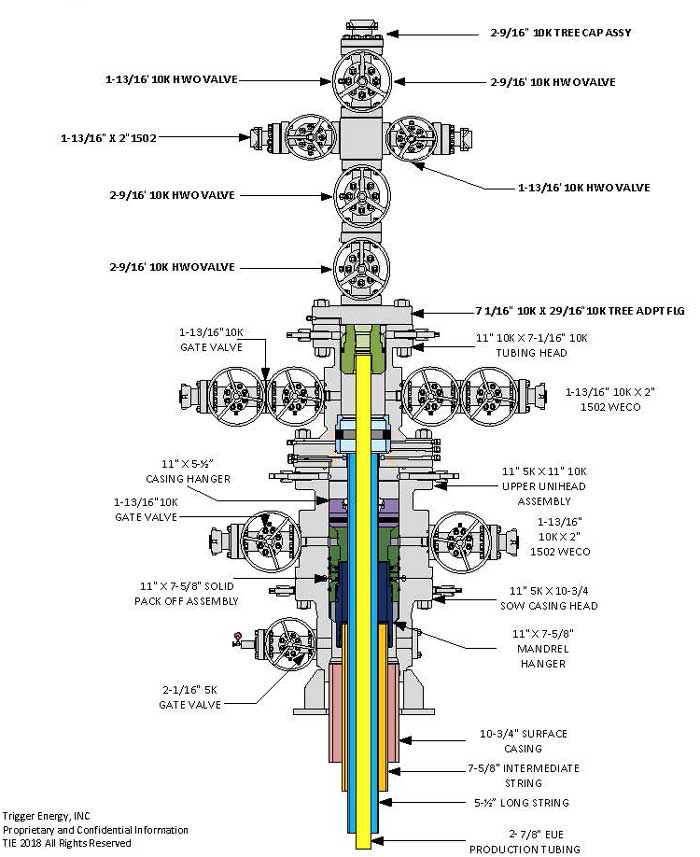 2-9/16" 10K TREE CAP ASSY
1-13/16' 10K HWO VALVE
2-9/16' 10K HWO VALVE
1-13/16" X 2" 1502
1-13/16' 10K HWO VALVE
2-9/16' 10K HWO VALVE
2-9/16' 10K HWO VALVE
7 1/16" 10K X 29/16" 10K TREE ADPT FLG
1-13/16" 10K
GATE VALVE
11" 10K X 7-1/16" 10K
TUBING HEAD
1-13/16" 10K X 2"
1502 WECO
11" X 5-½"
CASING HANGER
11" 5K X 11" 10K
UPPER UNIHEAD
ASSEMBLY
1-13/16" 10K
GATE VALVE
1-13/16"
10K X 2"
1502 WECO
11" X 7-5/8" SOLID
PACK OFF ASSEMBLY
11" 5K X 10-3/4
SOW CASING HEAD
11" X 7-5/8"
MANDREL
HANGER
2-1/16" 5K
GATE VALVE
10-3/4" SURFACE
CASING
7-5/8" INTERMEDIATE
STRING
5-½" LONG STRING
2- 7/8" EUE
PRODUCTION TUBING
Trigger Energy, INC
Proprietary and Confidential Information
TIE 2018 All Rights Reserved